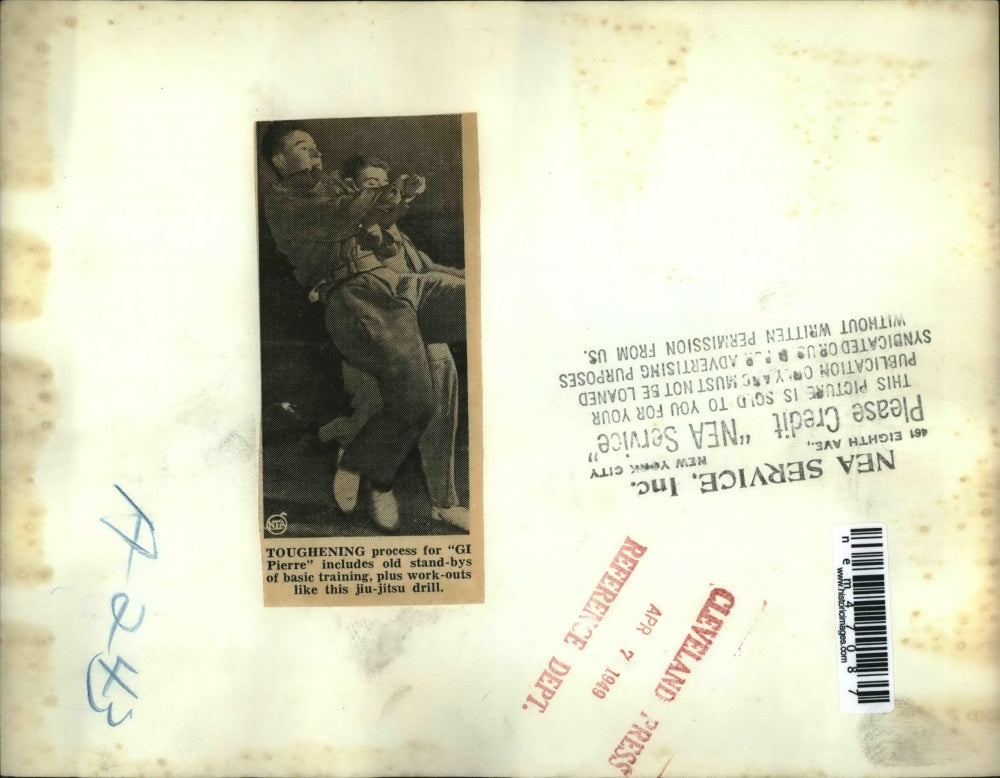 NEA
TOUGHENING process for "GI
Pierre" includes old stand-bys
of basic training, plus work-outs
like this jiu-jitsu drill.
NEA SERVICE, Inc.
461 EIGHTH AVE., NEW YORK CITY
Please Credit "NEA Service"
THIS PICTURE IS SOLD TO YOU FOR YOUR
PUBLICATION ONLY AND MUST NOT BE LOANED
SYNDICATED OR USED FOR ADVERTISING PURPOSES
WITHOUT WRITTEN PERMISSION FROM US.
CLEVELAND PRESS
APR 7 1949
REFERENCE DEPT.
A-243
nem47087
www.historicimages.com